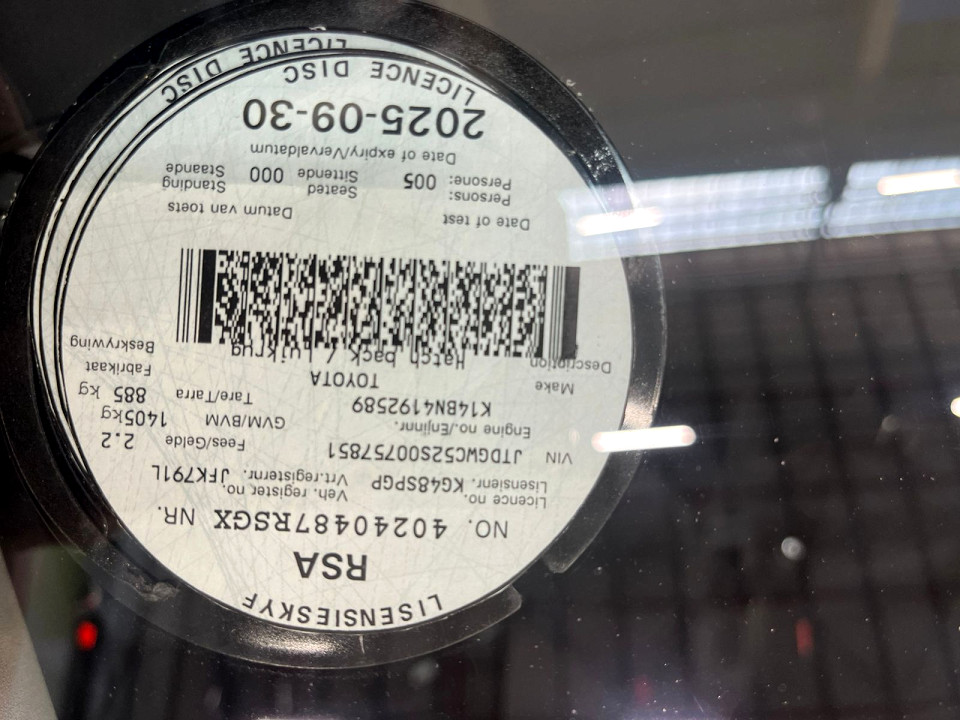 LISENSIESKYF
RSA
NO. 40240487RSGX NR.
Licence no. Veh. register no.
Lisensienr. KG48SPGP Vrt.registernr. JFK791L
VIN JTDGWC52S00757851 Fees/Gelde 2.2
Engine no./Enjinnr. GVM/BVM 1405kg
K14BN4192589 Tare/Tarra 885 kg
Make TOYOTA Fabrikaat
Description Hatch back / Luikrug Beskrywing
Date of test Datum van toets
Persons: Seated Standing
Persone: 005 Sittende 000 Staande
Date of expiry/Vervaldatum
2025-09-30
LICENCE DISC
LICENCE DISC